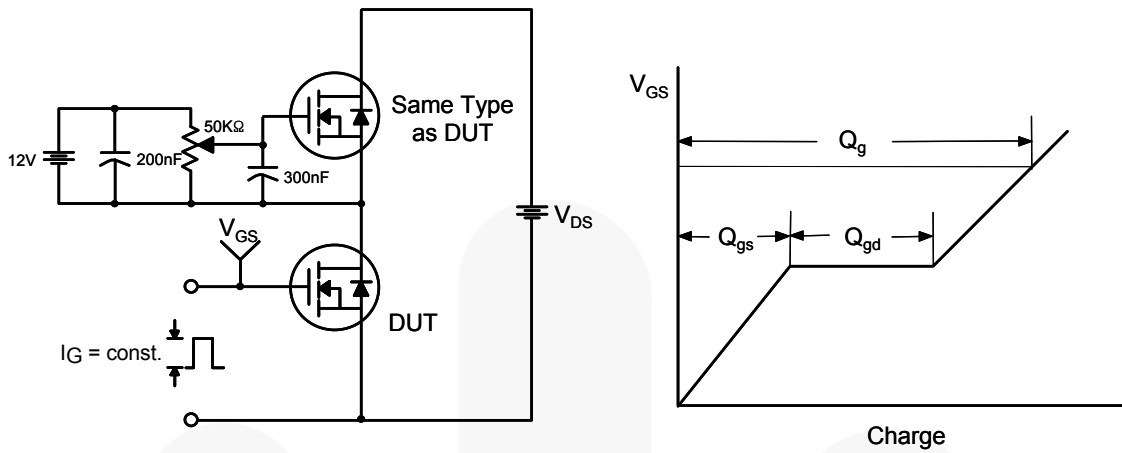 12V
200nF
50KΩ
300nF
Same Type
as DUT
V_DS
V_GS
DUT
IG = const.
V_GS
Q_g
Q_gs
Q_gd
Charge